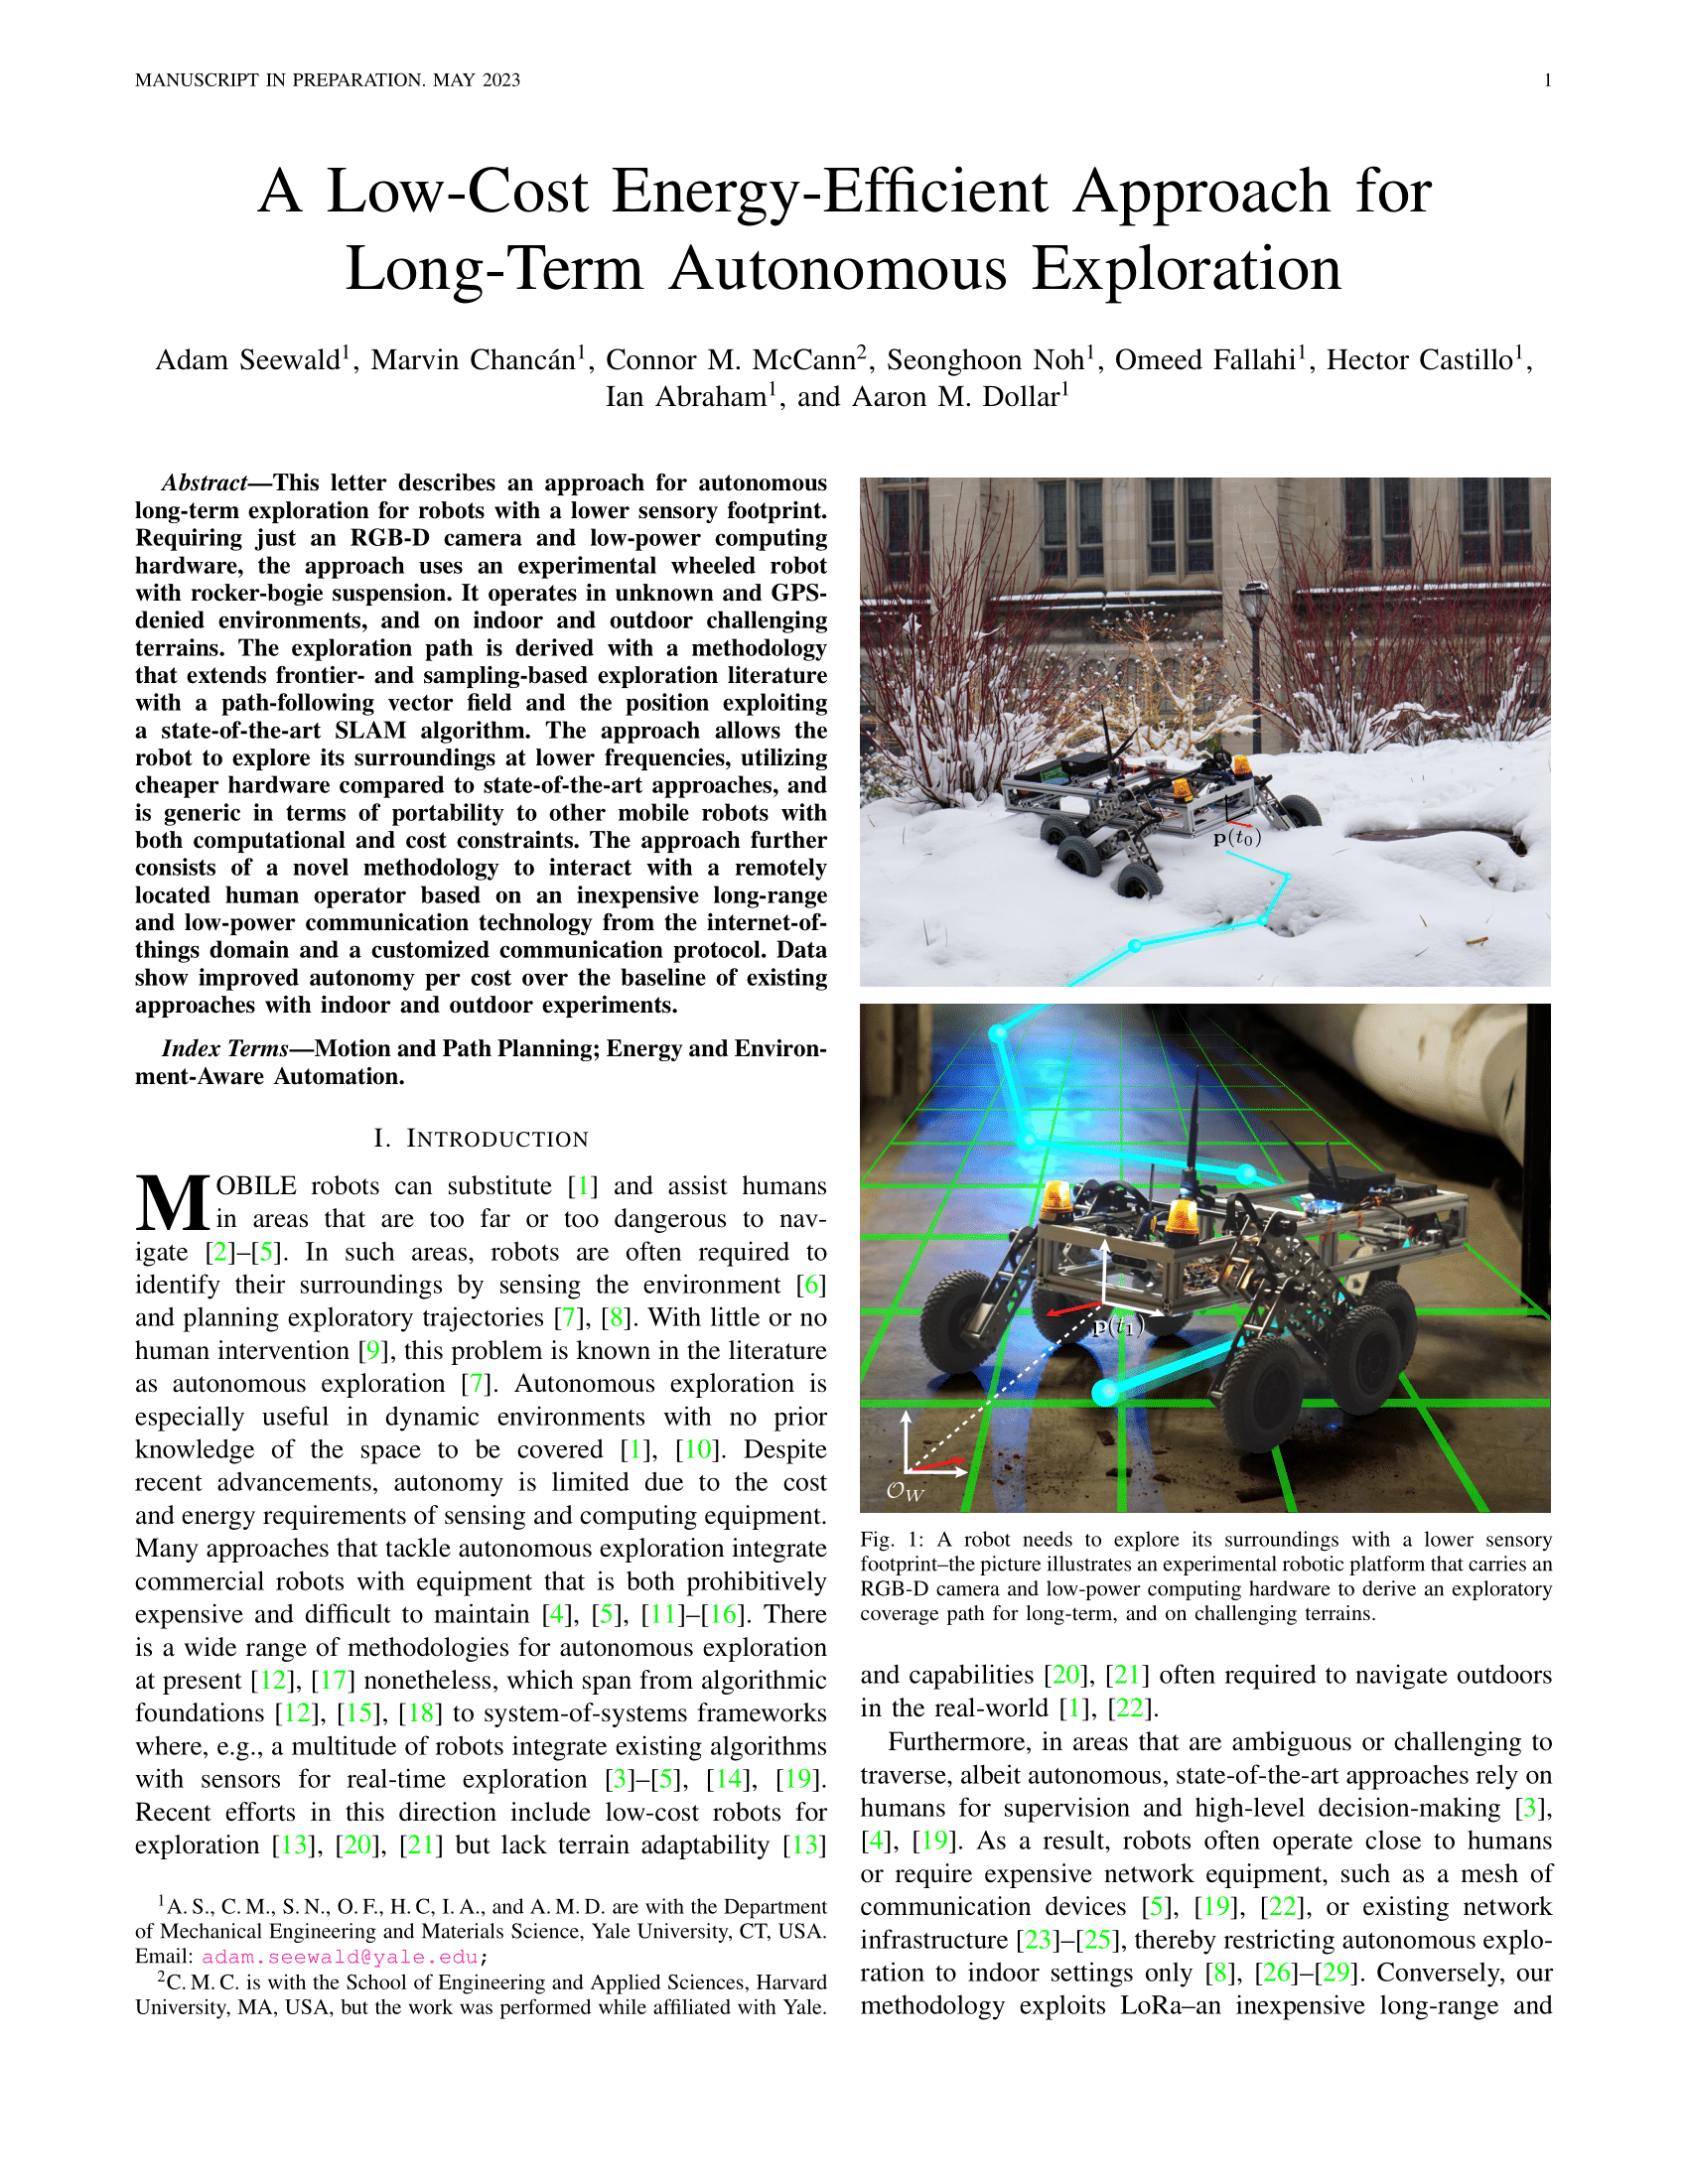 MANUSCRIPT IN PREPARATION. MAY 2023
1
A Low-Cost Energy-Efficient Approach for
Long-Term Autonomous Exploration
Adam Seewald1, Marvin Chancán1, Connor M. McCann2, Seonghoon Noh1, Omeed Fallahi1, Hector Castillo1,
Ian Abraham1, and Aaron M. Dollar1
Abstract—This letter describes an approach for autonomous
long-term exploration for robots with a lower sensory footprint.
Requiring just an RGB-D camera and low-power computing
hardware, the approach uses an experimental wheeled robot
with rocker-bogie suspension. It operates in unknown and GPS-
denied environments, and on indoor and outdoor challenging
terrains. The exploration path is derived with a methodology
that extends frontier- and sampling-based exploration literature
with a path-following vector field and the position exploiting
a state-of-the-art SLAM algorithm. The approach allows the
robot to explore its surroundings at lower frequencies, utilizing
cheaper hardware compared to state-of-the-art approaches, and
is generic in terms of portability to other mobile robots with
both computational and cost constraints. The approach further
consists of a novel methodology to interact with a remotely
located human operator based on an inexpensive long-range
and low-power communication technology from the internet-of-
things domain and a customized communication protocol. Data
show improved autonomy per cost over the baseline of existing
approaches with indoor and outdoor experiments.
Index Terms—Motion and Path Planning; Energy and Environ-
ment-Aware Automation.
I. INTRODUCTION
MOBILE robots can substitute [1] and assist humans
in areas that are too far or too dangerous to nav-
igate [2]–[5]. In such areas, robots are often required to
identify their surroundings by sensing the environment [6]
and planning exploratory trajectories [7], [8]. With little or no
human intervention [9], this problem is known in the literature
as autonomous exploration [7]. Autonomous exploration is
especially useful in dynamic environments with no prior
knowledge of the space to be covered [1], [10]. Despite
recent advancements, autonomy is limited due to the cost
and energy requirements of sensing and computing equipment.
Many approaches that tackle autonomous exploration integrate
commercial robots with equipment that is both prohibitively
expensive and difficult to maintain [4], [5], [11]–[16]. There
is a wide range of methodologies for autonomous exploration
at present [12], [17] nonetheless, which span from algorithmic
foundations [12], [15], [18] to system-of-systems frameworks
where, e.g., a multitude of robots integrate existing algorithms
with sensors for real-time exploration [3]–[5], [14], [19].
Recent efforts in this direction include low-cost robots for
exploration [13], [20], [21] but lack terrain adaptability [13]
1A. S., C. M., S. N., O. F., H. C, I. A., and A. M. D. are with the Department
of Mechanical Engineering and Materials Science, Yale University, CT, USA.
Email: adam.seewald@yale.edu;
2C. M. C. is with the School of Engineering and Applied Sciences, Harvard
University, MA, USA, but the work was performed while affiliated with Yale.
p(t0)
p(t1)
OW
Fig. 1: A robot needs to explore its surroundings with a lower sensory
footprint–the picture illustrates an experimental robotic platform that carries an
RGB-D camera and low-power computing hardware to derive an exploratory
coverage path for long-term, and on challenging terrains.
and capabilities [20], [21] often required to navigate outdoors
in the real-world [1], [22].
Furthermore, in areas that are ambiguous or challenging to
traverse, albeit autonomous, state-of-the-art approaches rely on
humans for supervision and high-level decision-making [3],
[4], [19]. As a result, robots often operate close to humans
or require expensive network equipment, such as a mesh of
communication devices [5], [19], [22], or existing network
infrastructure [23]–[25], thereby restricting autonomous explo-
ration to indoor settings only [8], [26]–[29]. Conversely, our
methodology exploits LoRa–an inexpensive long-range and